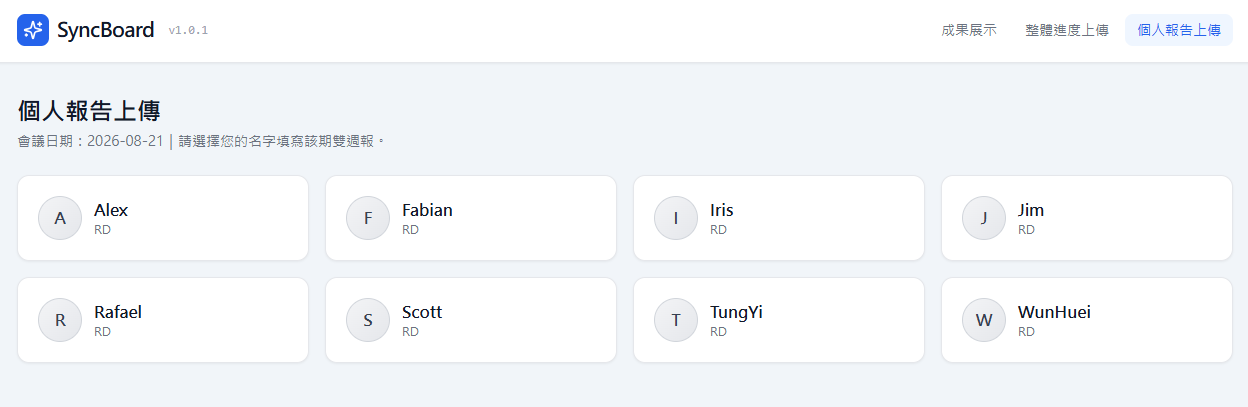 SyncBoard v1.0.1 成果展示 整體進度上傳 個人報告上傳
個人報告上傳
會議日期：2026-08-21 | 請選擇您的名字填寫該期雙週報。
A Alex
RD
F Fabian
RD
I Iris
RD
J Jim
RD
R Rafael
RD
S Scott
RD
T TungYi
RD
W WunHuei
RD